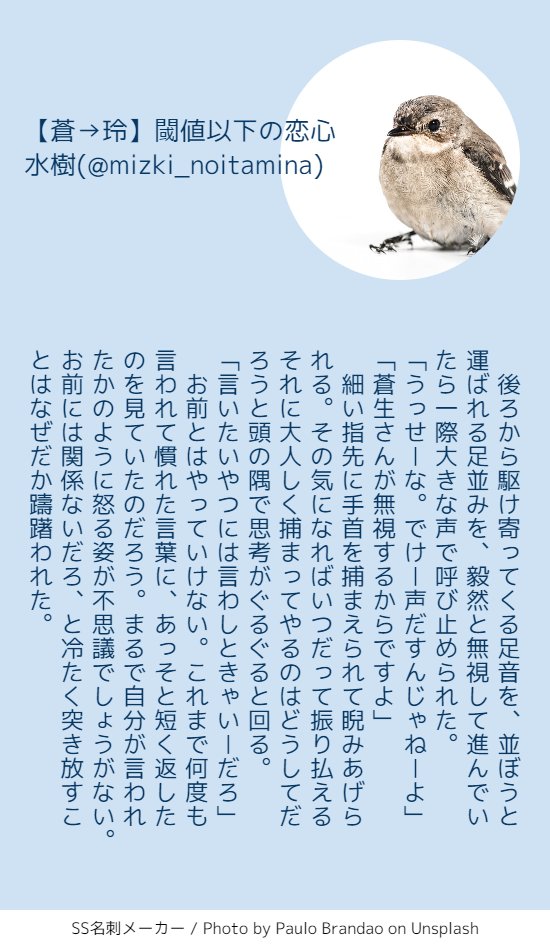 【蒼→玲】閾値以下の恋心
水樹(@mizki_noitamina)
　後ろから駆け寄ってくる足音を、並ぼうと
運ばれる足並みを、毅然と無視して進んでい
たら一際大きな声で呼び止められた。
「うっせーな。でけー声だすんじゃねーよ」
「蒼生さんが無視するからですよ」
　細い指先に手首を捕まえられて睨みあげら
れる。その気になればいつだって振り払える
それに大人しく捕まってやるのはどうしてだ
ろうと頭の隅で思考がぐるぐると回る。
「言いたいやつには言わしときゃいーだろ」
　お前とはやっていけない。これまで何度も
言われて慣れた言葉に、あっそと短く返した
のを見ていたのだろう。まるで自分が言われ
たかのように怒る姿が不思議でしょうがない。
お前には関係ないだろ、と冷たく突き放すこ
とはなぜだか躊躇われた。
SS名刺メーカー / Photo by Paulo Brandao on Unsplash